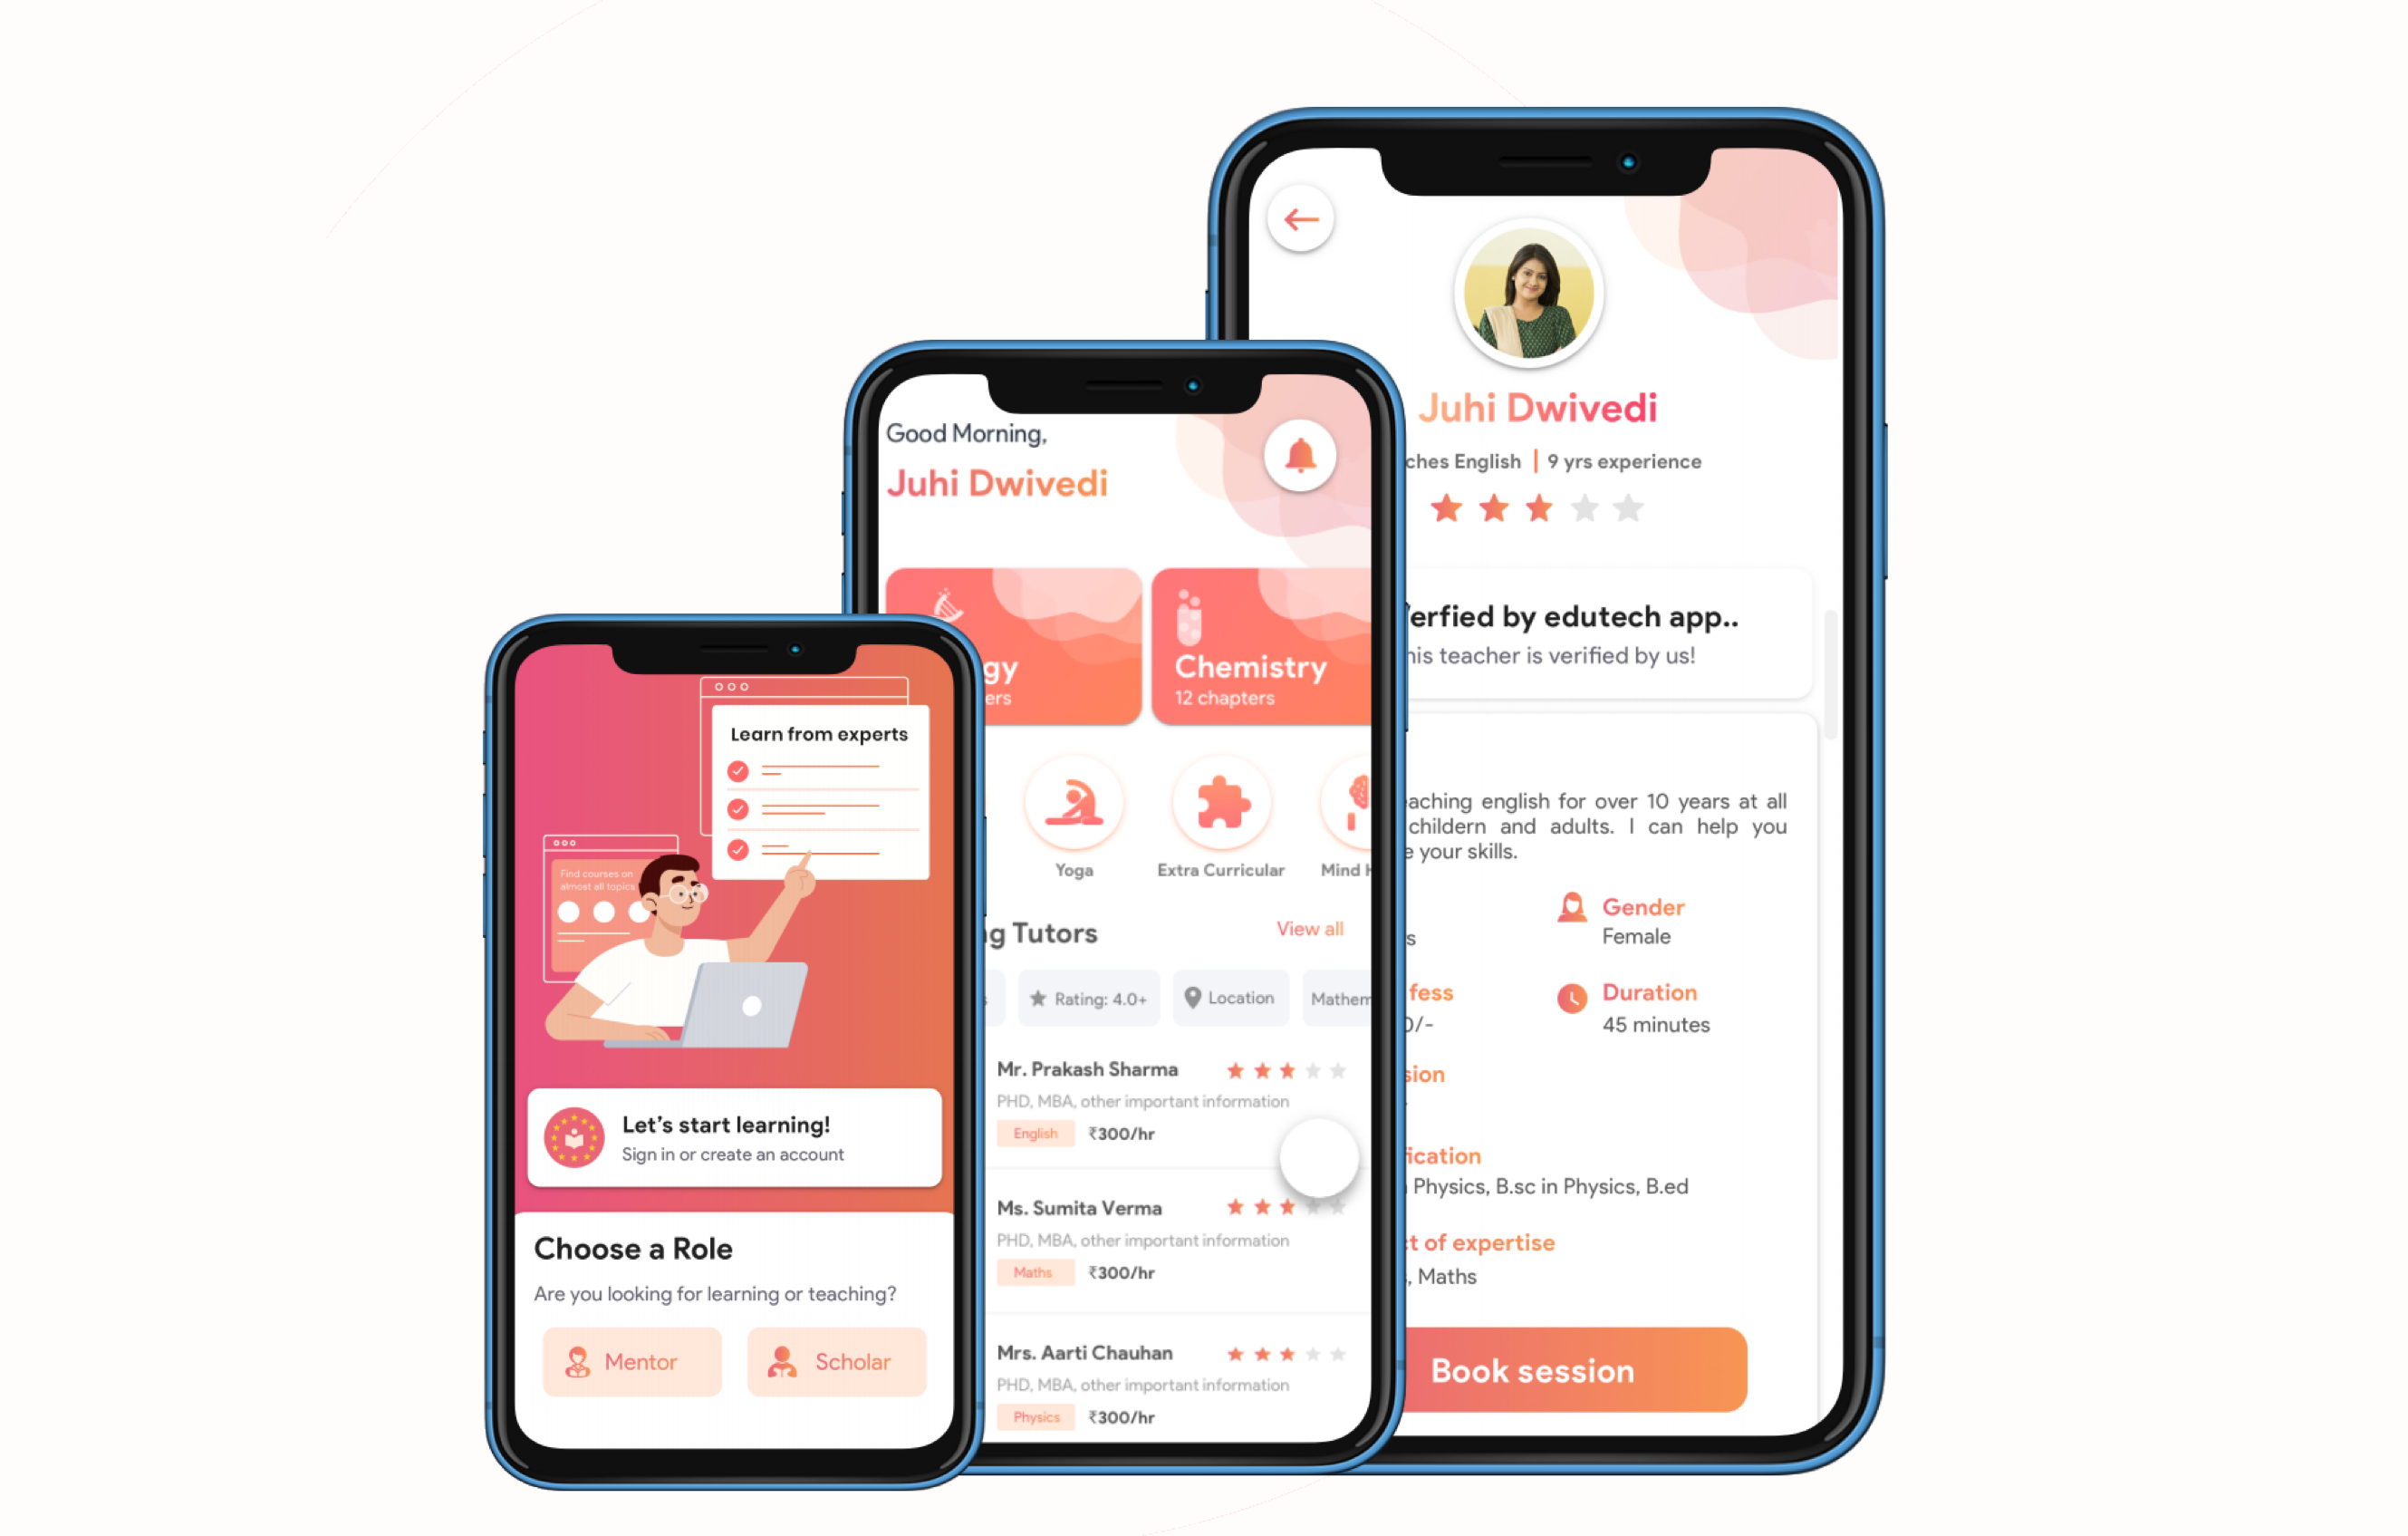 Learn from experts
Find courses on
almost all topics
Let's start learning!
Sign in or create an account
Choose a Role
Are you looking for learning or teaching?
Mentor
Scholar
Good Morning,
Juhi Dwivedi
gy
ers
Chemistry
12 chapters
Yoga
Extra Curricular
Mind H
g Tutors
View all
s
Rating: 4.0+
Location
Mathem
Mr. Prakash Sharma
PHD, MBA, other important information
English
₹300/hr
Ms. Sumita Verma
PHD, MBA, other important information
Maths
₹300/hr
Mrs. Aarti Chauhan
PHD, MBA, other important information
Physics
₹300/hr
Juhi Dwivedi
ches English | 9 yrs experience
erfied by edutech app..
his teacher is verified by us!
aching english for over 10 years at all
childern and adults. I can help you
e your skills.
s
Gender
Female
fess
0/-
Duration
45 minutes
sion
ication
Physics, B.sc in Physics, B.ed
ct of expertise
, Maths
Book session